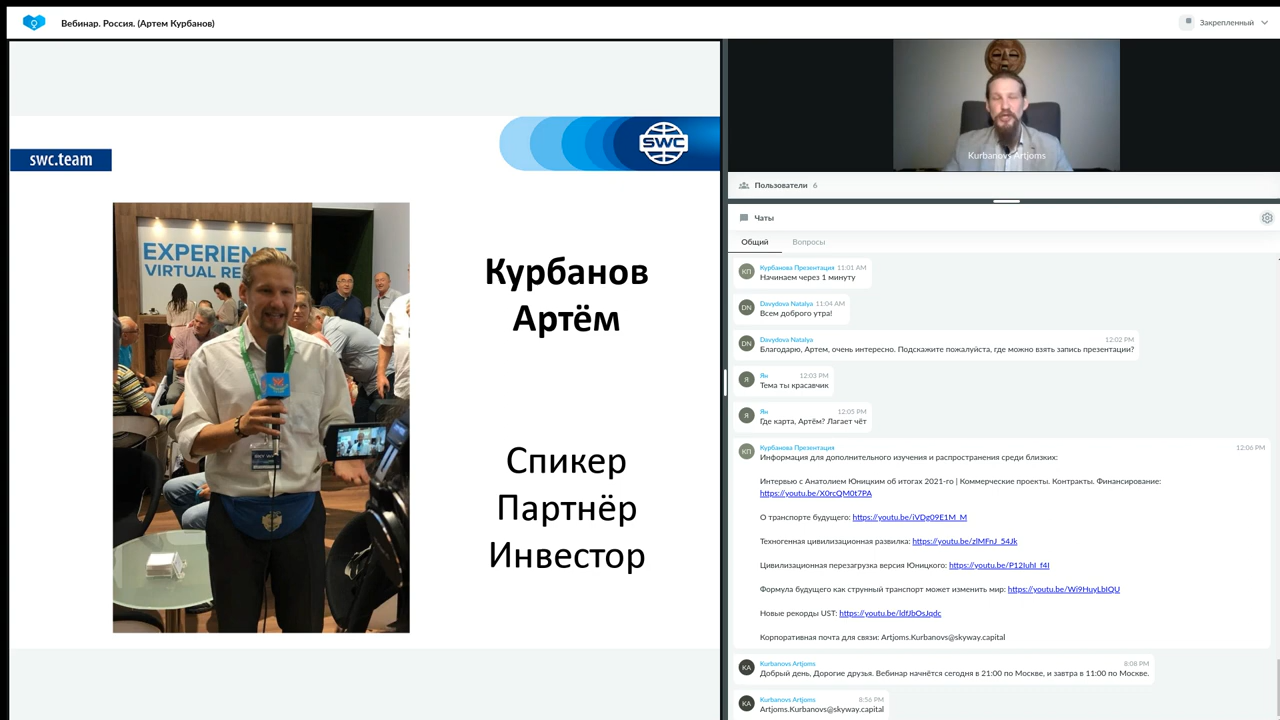 Вебинар. Россия. (Артем Курбанов)
Закрепленный
swc.team
SWC
EXPERIENCE
VIRTUAL RE
Курбанов
Артём
Спикер
Партнёр
Инвестор
Kurbanovs Artjoms
Пользователи 6
Чаты
Общий Вопросы
КП
Курбанова Презентация 11:01 AM
Начинаем через 1 минуту
DN
Davydova Natalya 11:04 AM
Всем доброго утра!
DN
Davydova Natalya 12:02 PM
Благодарю, Артем, очень интересно. Подскажите пожалуйста, где можно взять запись презентации?
Я
Ян 12:03 PM
Тема ты красавчик
Я
Ян 12:05 PM
Где карта, Артём? Лагает чёт
КП
Курбанова Презентация 12:06 PM
Информация для дополнительного изучения и распространения среди близких:
Интервью с Анатолием Юницким об итогах 2021-го | Коммерческие проекты. Контракты. Финансирование:
https://youtu.be/X0rcQM0t7PA
О транспорте будущего: https://youtu.be/iVDg09E1M_M
Техногенная цивилизационная развилка: https://youtu.be/zlMFnJ_54Jk
Цивилизационная перезагрузка версия Юницкого: https://youtu.be/P12IuhI_f4I
Формула будущего как струнный транспорт может изменить мир: https://youtu.be/Wi9HuyLbIQU
Новые рекорды UST: https://youtu.be/ldfJbOsJqdc
Корпоративная почта для связи: Artjoms.Kurbanovs@skyway.capital
KA
Kurbanovs Artjoms 8:08 PM
Добрый день, Дорогие друзья. Вебинар начнётся сегодня в 21:00 по Москве, и завтра в 11:00 по Москве.
KA
Kurbanovs Artjoms 8:56 PM
Artjoms.Kurbanovs@skyway.capital